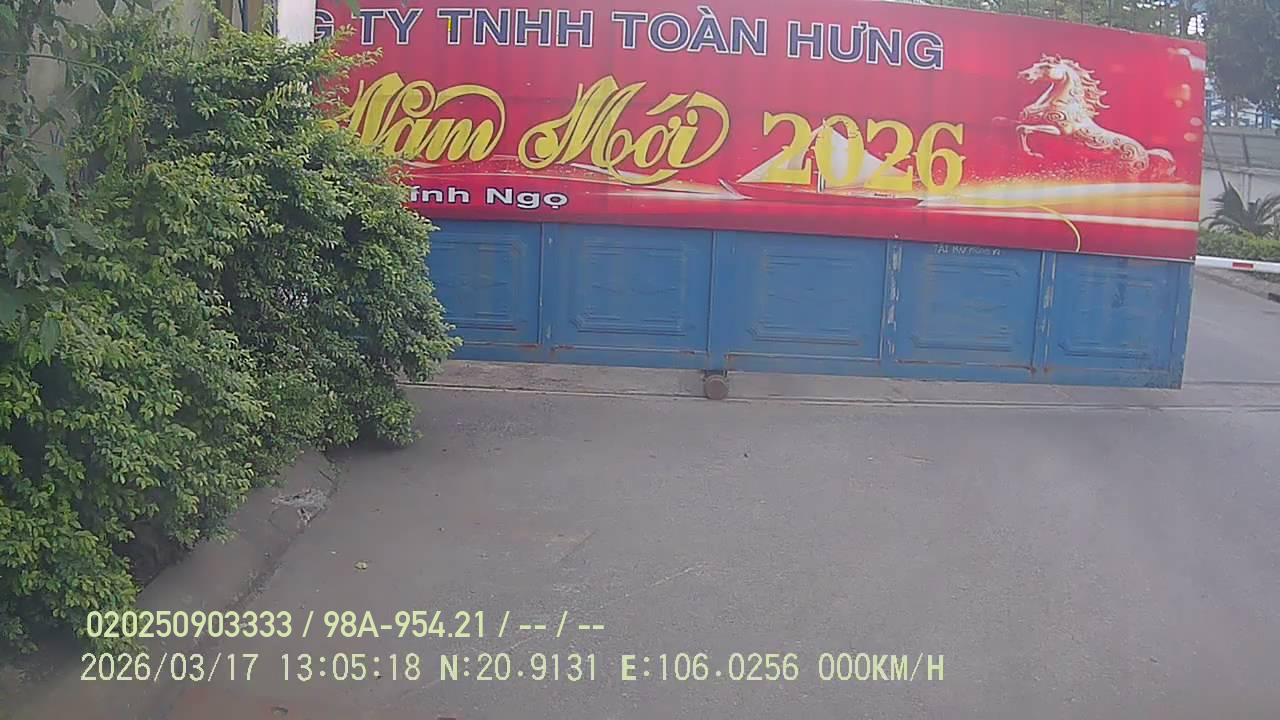 G TY TNHH TOÀN HƯNG
Năm Mới 2026
ính Ngọ
020250903333 / 98A-954.21 / -- / --
2026/03/17 13:05:18 N:20.9131 E:106.0256 000KM/H